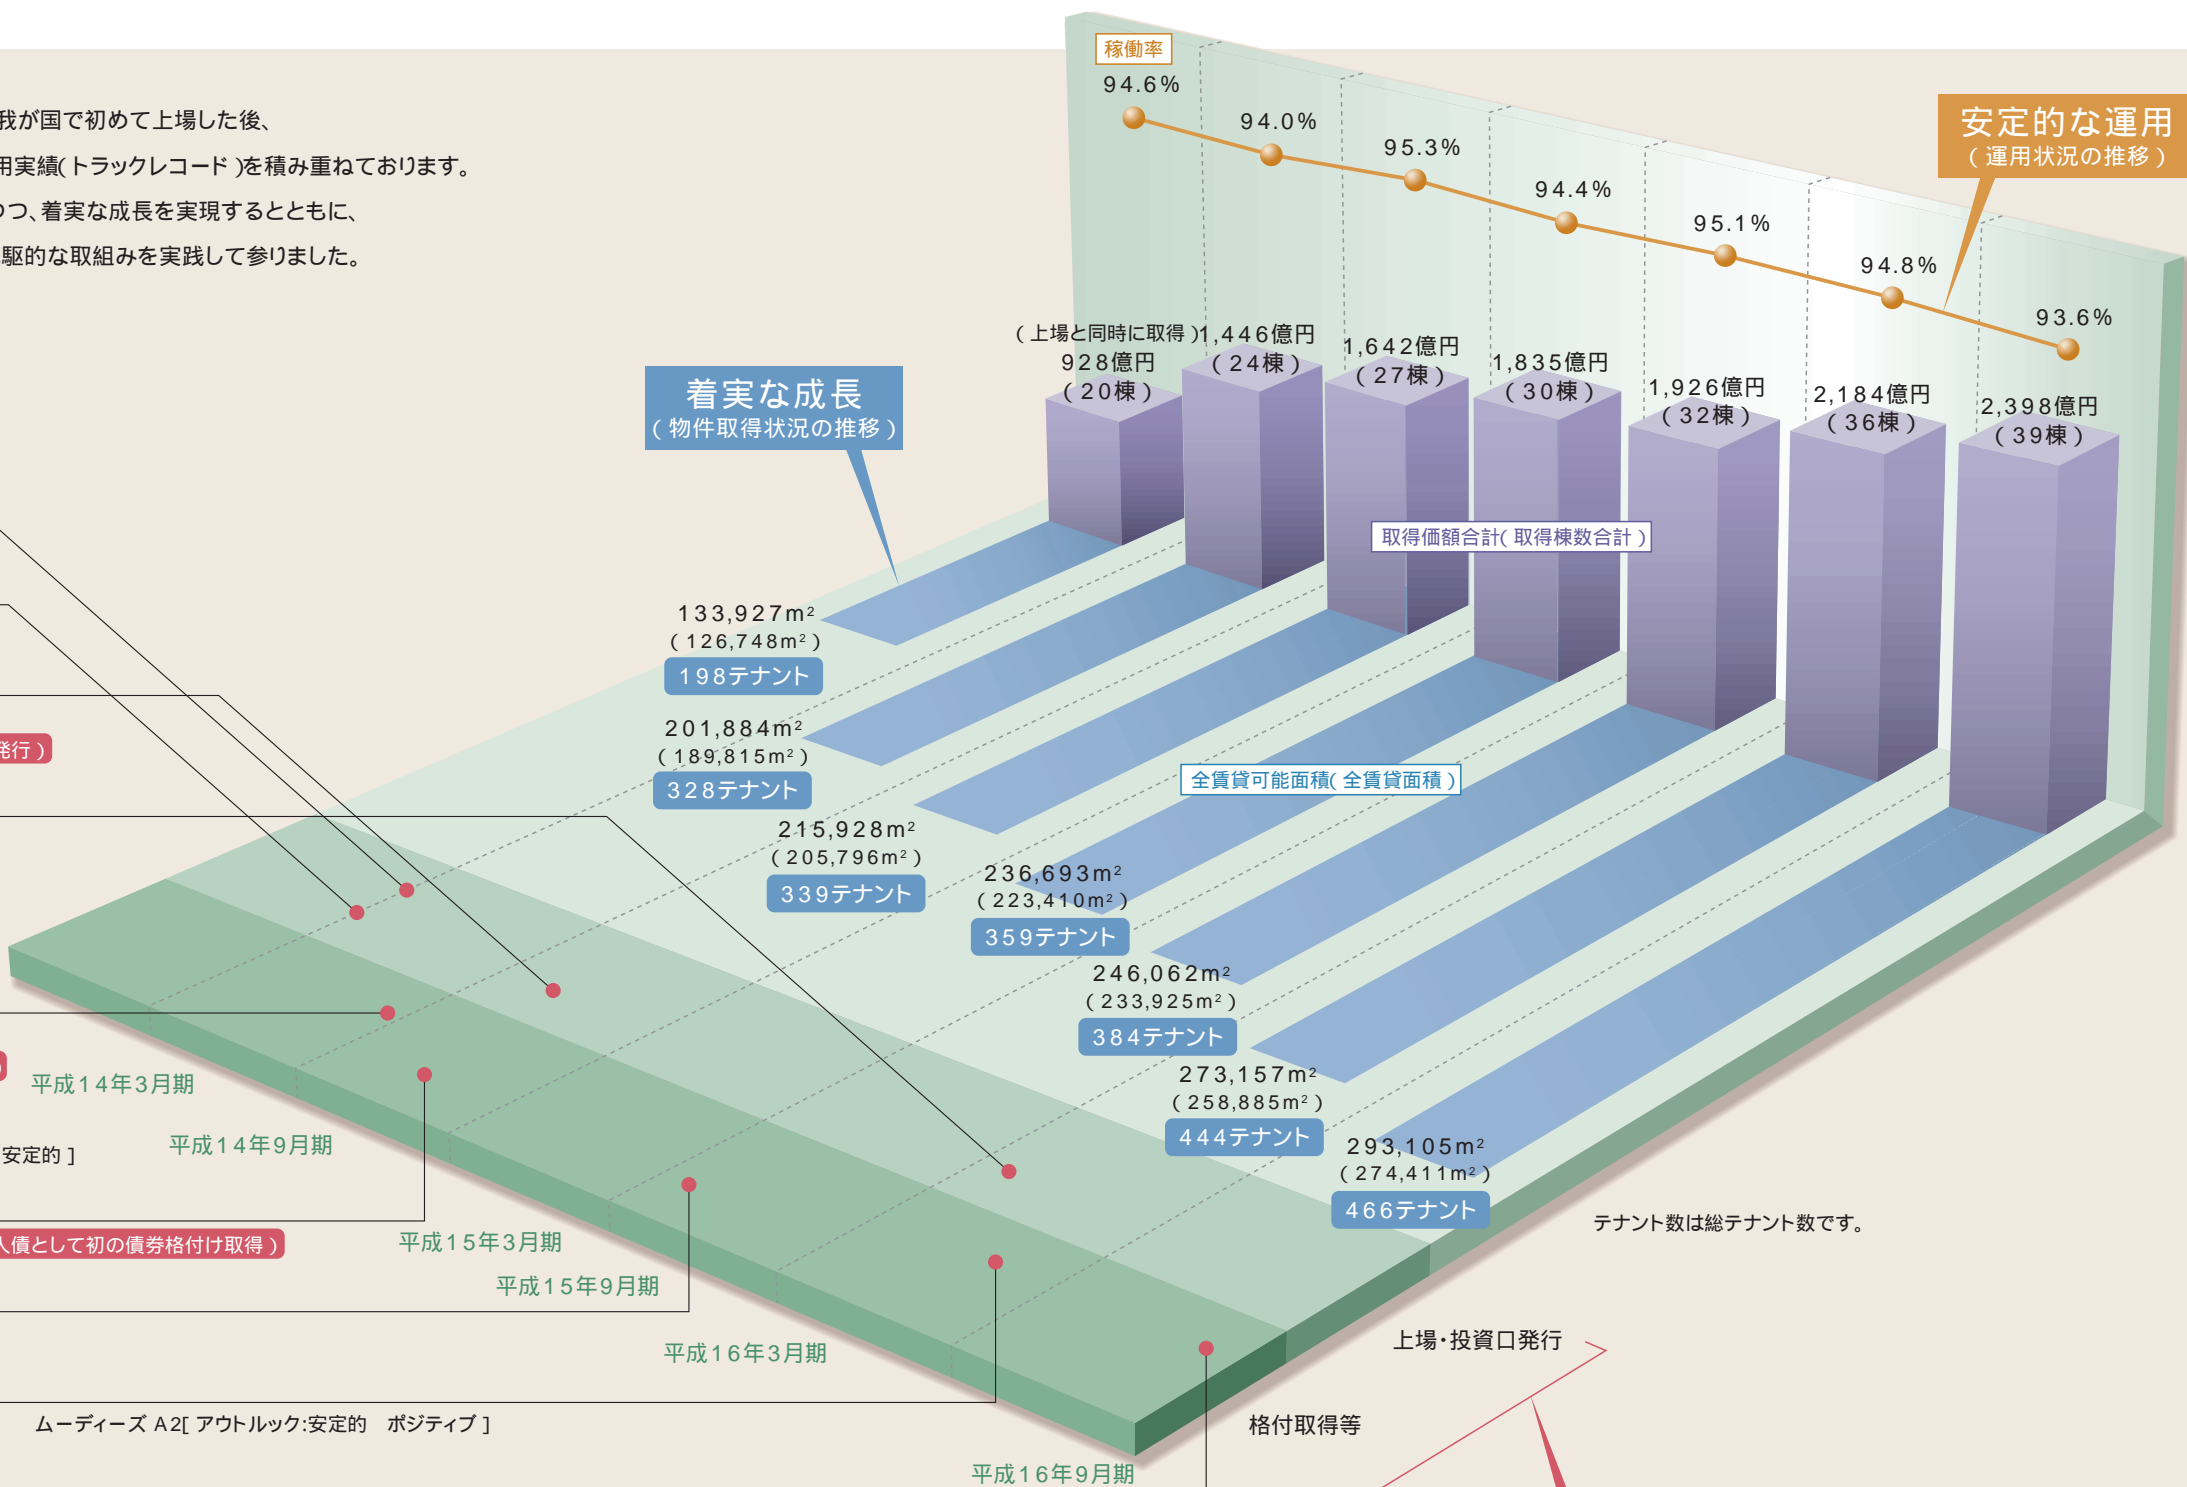 我が国で初めて上場した後、
用実績(トラックレコード)を積み重ねております。
つつ、着実な成長を実現するとともに、
駆的な取組みを実践して参りました。
稼働率
94.6%
94.0%
95.3%
94.4%
95.1%
94.8%
93.6%
安定的な運用
(運用状況の推移)
着実な成長
(物件取得状況の推移)
(上場と同時に取得)
928億円
(20棟)
1,446億円
(24棟)
1,642億円
(27棟)
1,835億円
(30棟)
1,926億円
(32棟)
2,184億円
(36棟)
2,398億円
(39棟)
取得価額合計(取得棟数合計)
133,927m²
(126,748m²)
198テナント
201,884m²
(189,815m²)
328テナント
215,928m²
(205,796m²)
339テナント
236,693m²
(223,410m²)
359テナント
246,062m²
(233,925m²)
384テナント
273,157m²
(258,885m²)
444テナント
293,105m²
(274,411m²)
466テナント
全賃貸可能面積(全賃貸面積)
テナント数は総テナント数です。
発行)
平成14年3月期
平成14年9月期
平成15年3月期
平成15年9月期
平成16年3月期
平成16年9月期
安定的]
人債として初の債券格付け取得)
ムーディーズ A2[アウトルック:安定的 ポジティブ]
上場・投資口発行
格付取得等